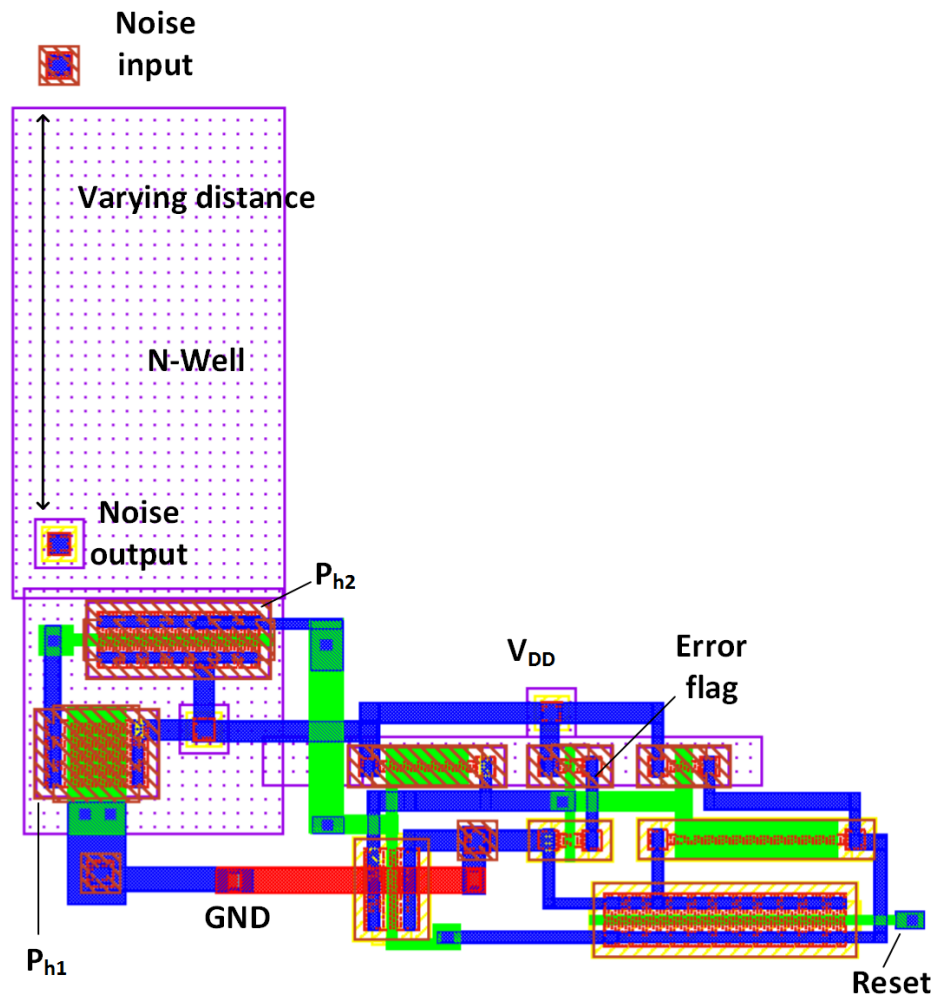 Noise
input
Varying distance
N-Well
Noise
output
Ph2
VDD
Error
flag
GND
Ph1
Reset